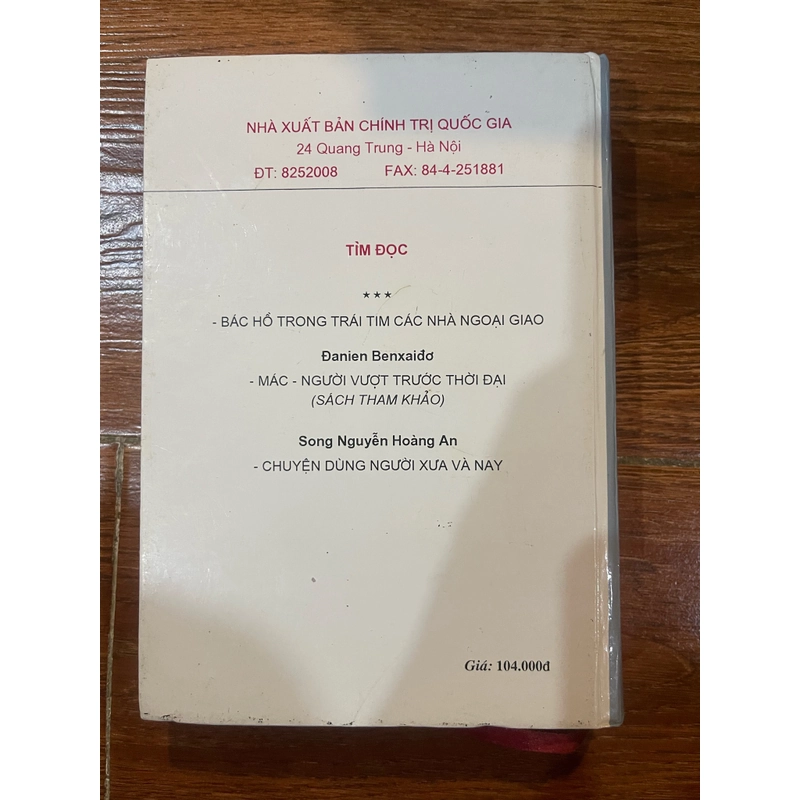 NHÀ XUẤT BẢN CHÍNH TRỊ QUỐC GIA
24 Quang Trung - Hà Nội
ĐT: 8252008 FAX: 84-4-251881
TÌM ĐỌC
★★★
- BÁC HỒ TRONG TRÁI TIM CÁC NHÀ NGOẠI GIAO
Đanien Benxaiđơ
- MÁC - NGƯỜI VƯỢT TRƯỚC THỜI ĐẠI
(SÁCH THAM KHẢO)
Song Nguyễn Hoàng An
- CHUYỆN DÙNG NGƯỜI XƯA VÀ NAY
Giá: 104.000đ